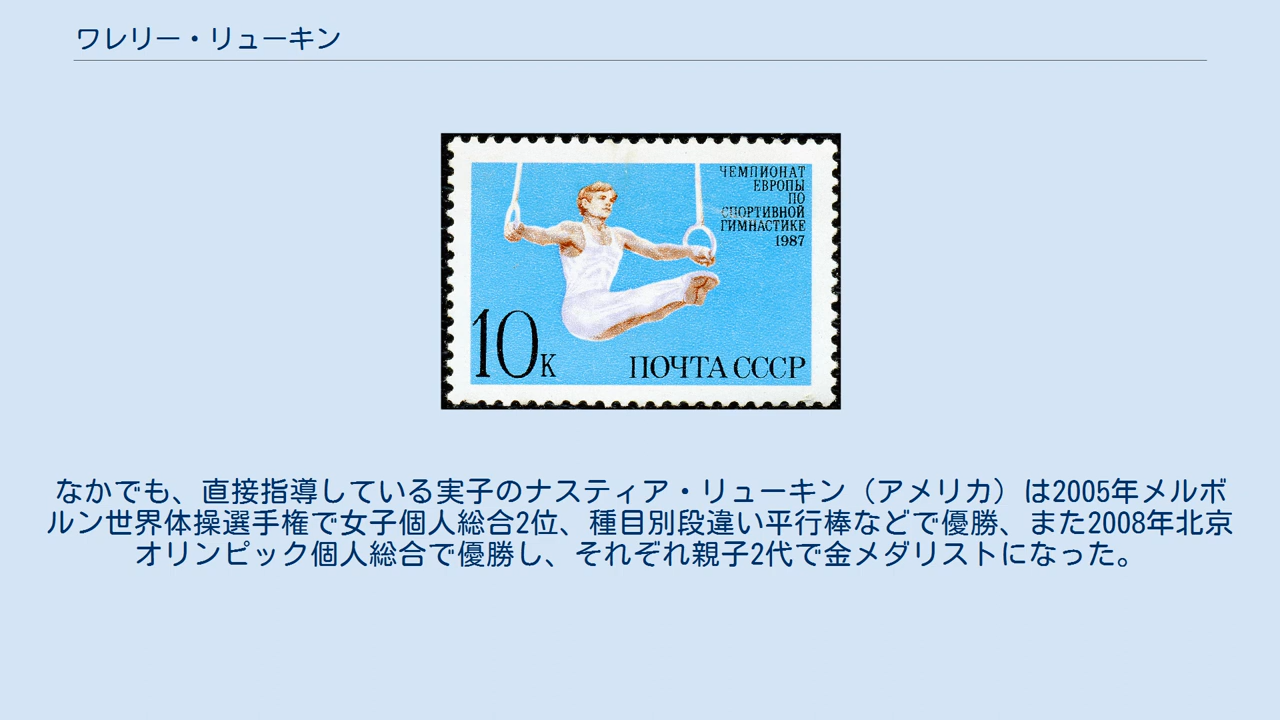 ワレリー・リューキン
ЧЕМПИОНАТ
ЕВРОПЫ
ПО
СПОРТИВНОЙ
ГИМНАСТИКЕ
1987
10К
ПОЧТА СССР
なかでも、直接指導している実子のナスティア・リューキン（アメリカ）は2005年メルボ
ルン世界体操選手権で女子個人総合2位、種目別段違い平行棒などで優勝、また2008年北京
オリンピック個人総合で優勝し、それぞれ親子2代で金メダリストになった。